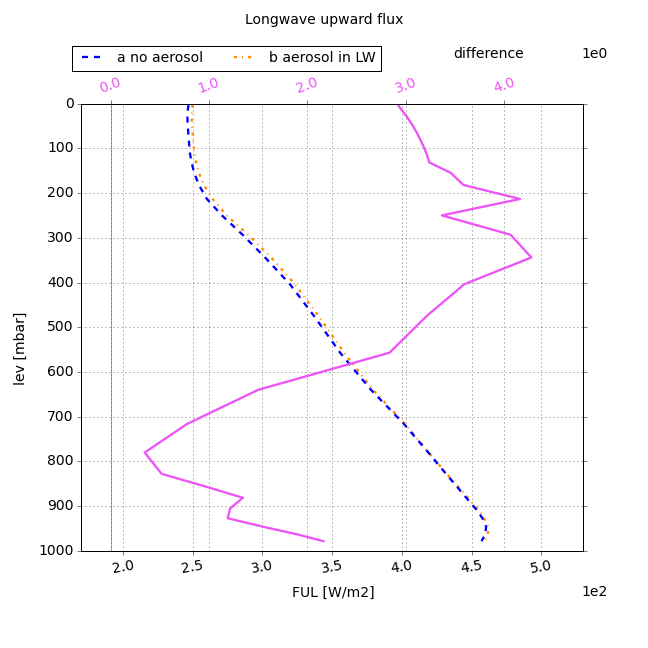 Longwave upward flux
a no aerosol b aerosol in LW difference 1e0
0.0 1.0 2.0 3.0 4.0
0
100
200
300
400
500
600
700
800
900
1000
lev [mbar]
2.0 2.5 3.0 3.5 4.0 4.5 5.0
FUL [W/m2] 1e2